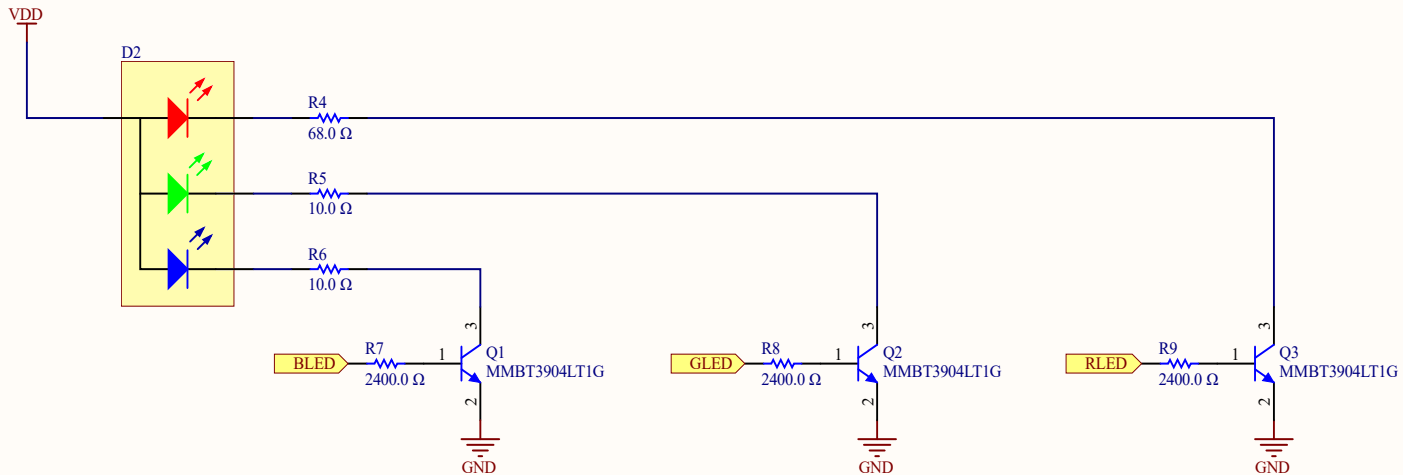 VDD
D2
R4
68.0 Ω
R5
10.0 Ω
R6
10.0 Ω
BLED
R7
2400.0 Ω
1
3
2
Q1
MMBT3904LT1G
GND
GLED
R8
2400.0 Ω
1
3
2
Q2
MMBT3904LT1G
GND
RLED
R9
2400.0 Ω
1
3
2
Q3
MMBT3904LT1G
GND